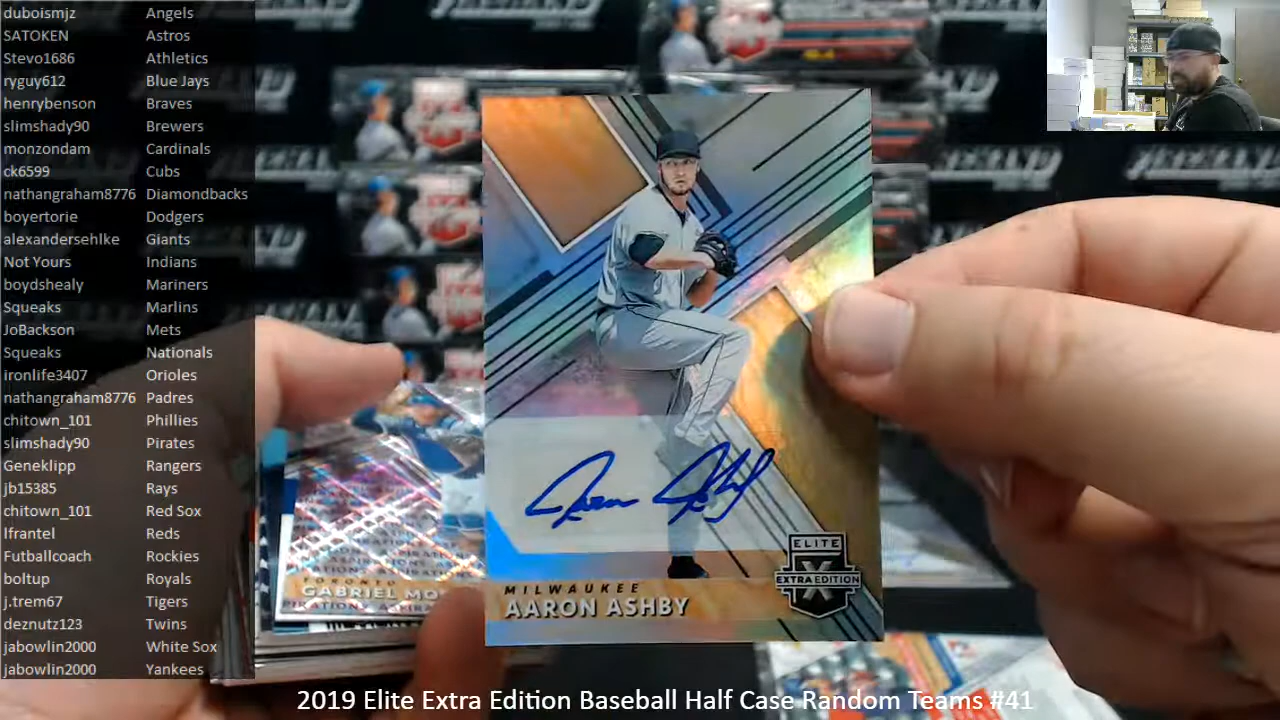 duboismjz Angels
SATOKEN Astros
Stevo1686 Athletics
ryguy612 Blue Jays
henrybenson Braves
slimshady90 Brewers
monzondam Cardinals
ck6599 Cubs
nathangraham8776 Diamondbacks
boyertorie Dodgers
alexandersehlke Giants
Not Yours Indians
boydshealy Mariners
Squeaks Marlins
JoBackson Mets
Squeaks Nationals
ironlife3407 Orioles
nathangraham8776 Padres
chitown_101 Phillies
slimshady90 Pirates
Geneklipp Rangers
jb15385 Rays
chitown_101 Red Sox
lfrantel Reds
Futballcoach Rockies
boltup Royals
j.trem67 Tigers
deznutz123 Twins
jabowlin2000 White Sox
jabowlin2000 Yankees
Aaron Ashby
ELITE
X
EXTRA EDITION
MILWAUKEE
AARON ASHBY
TORONTO
GABRIEL
2019 Elite Extra Edition Baseball Half Case Random Teams #41